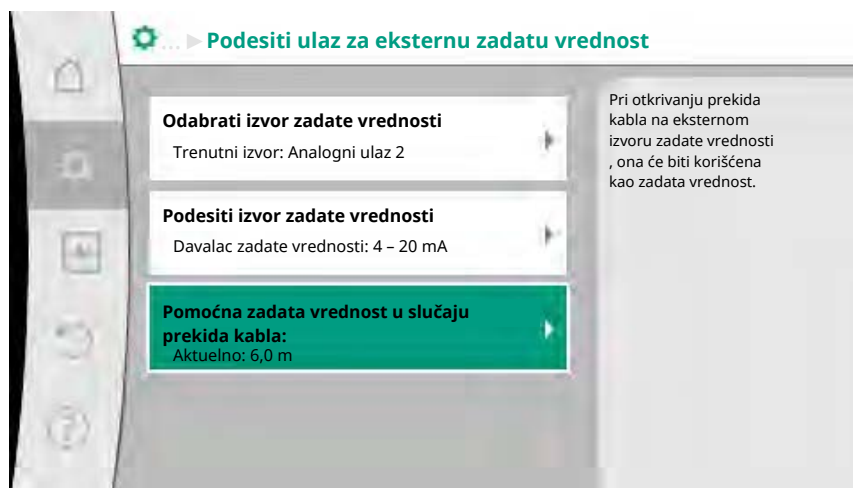 ... ▶ Podesiti ulaz za eksternu zadatu vrednost
Odabrati izvor zadate vrednosti
Trenutni izvor: Analogni ulaz 2
Podesiti izvor zadate vrednosti
Davalac zadate vrednosti: 4 – 20 mA
Pomoćna zadata vrednost u slučaju
prekida kabla:
Aktuelno: 6,0 m
Pri otkrivanju prekida
kabla na eksternom
izvoru zadate vrednosti
, ona će biti korišćena
kao zadata vrednost.